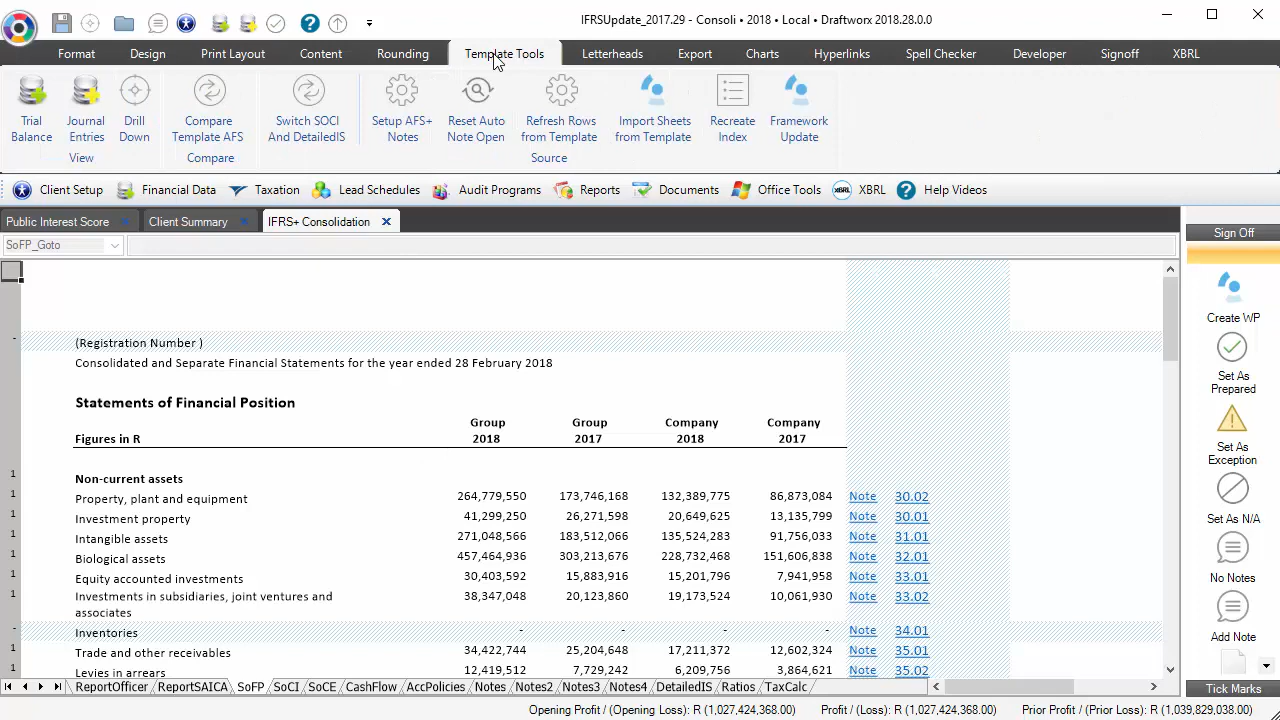 IFRSUpdate_2017.29 - Consoli • 2018 • Local • Draftworx 2018.28.0.0
Format Design Print Layout Content Rounding Template Tools Letterheads Export Charts Hyperlinks Spell Checker Developer Signoff XBRL
Trial Journal Drill Compare Switch SOCI Setup AFS+ Reset Auto Refresh Rows Import Sheets Recreate Framework
Balance Entries Down Template AFS And DetailedIS Notes Note Open from Template from Template Index Update
View Compare Source
Client Setup Financial Data Taxation Lead Schedules Audit Programs Reports Documents Office Tools XBRL XBRL Help Videos
Public Interest Score Client Summary IFRS+ Consolidation
Sign Off
SoFP_Goto
Create WP
- (Registration Number )
Consolidated and Separate Financial Statements for the year ended 28 February 2018
Set As
Prepared
Statements of Financial Position
Group Group Company Company
Figures in R 2018 2017 2018 2017
Set As
Exception
1 Non-current assets
1 Property, plant and equipment 264,779,550 173,746,168 132,389,775 86,873,084 Note 30.02
1 Investment property 41,299,250 26,271,598 20,649,625 13,135,799 Note 30.01
Set As N/A
1 Intangible assets 271,048,566 183,512,066 135,524,283 91,756,033 Note 31.01
1 Biological assets 457,464,936 303,213,676 228,732,468 151,606,838 Note 32.01
1 Equity accounted investments 30,403,592 15,883,916 15,201,796 7,941,958 Note 33.01
No Notes
1 Investments in subsidiaries, joint ventures and 38,347,048 20,123,860 19,173,524 10,061,930 Note 33.02
associates
- Inventories - - - - Note 34.01
Add Note
1 Trade and other receivables 34,422,744 25,204,648 17,211,372 12,602,324 Note 35.01
1 Levies in arrears 12,419,512 7,729,242 6,209,756 3,864,621 Note 35.02
ReportOfficer ReportSAICA SoFP SoCI SoCE CashFlow AccPolicies Notes Notes2 Notes3 Notes4 DetailedIS Ratios TaxCalc
Tick Marks
Opening Profit / (Opening Loss): R (1,027,424,368.00) Profit / (Loss): R (1,027,424,368.00) Prior Profit / (Prior Loss): R (1,039,829,038.00)